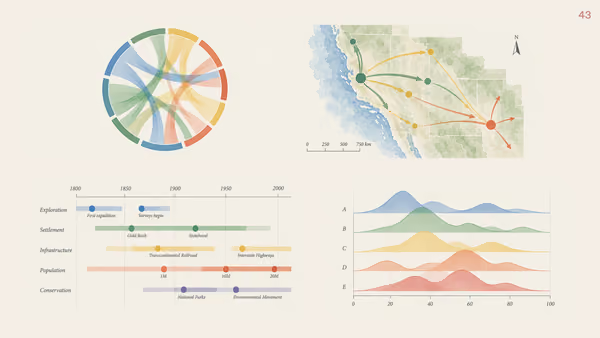 43
N
0 250 500 750 km
1800 1850 1900 1950 2000
Exploration
First expedition Surveys begin
Settlement
Gold Rush Statehood
Infrastructure
Transcontinental Railroad Interstate Highways
Population
1M 10M 20M
Conservation
National Parks Environmental Movement
A
B
C
D
E
0 20 40 60 80 100